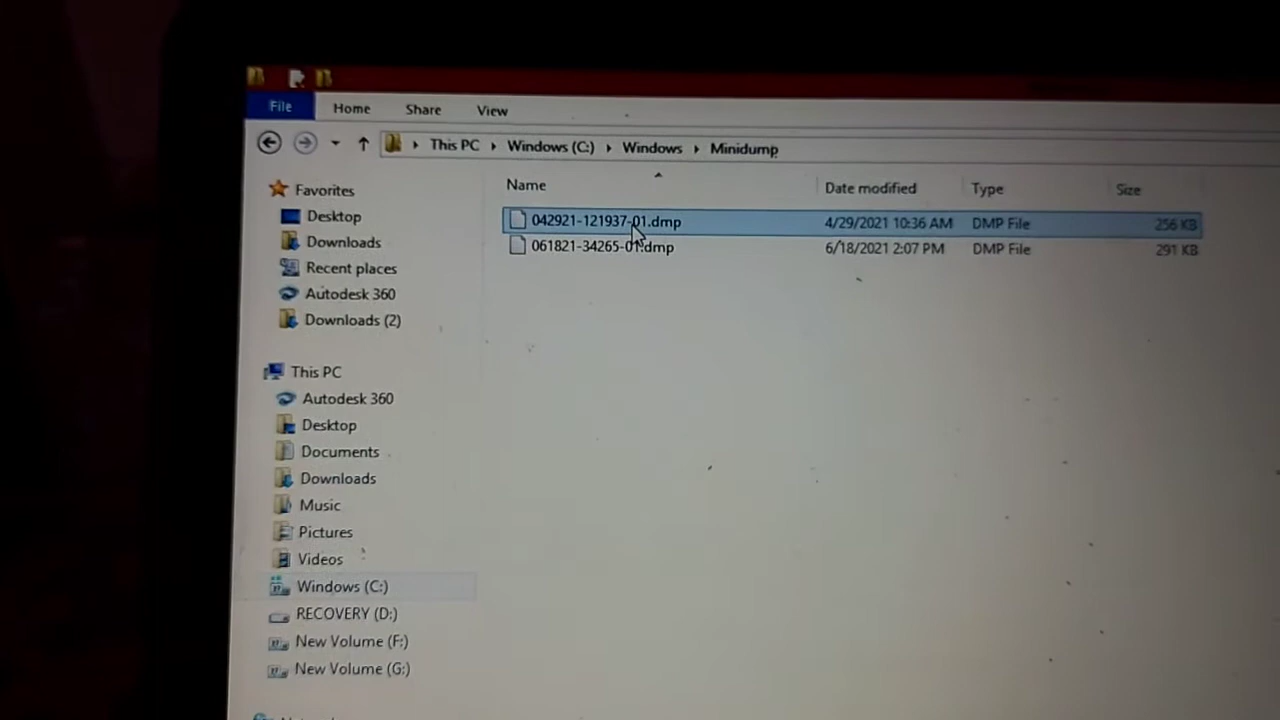 File Home Share View
This PC Windows (C:) Windows Minidump
Name Date modified Type Size
042921-121937-01.dmp 4/29/2021 10:36 AM DMP File 256 KB
061821-34265-01.dmp 6/18/2021 2:07 PM DMP File 291 KB
Favorites
Desktop
Downloads
Recent places
Autodesk 360
Downloads (2)
This PC
Autodesk 360
Desktop
Documents
Downloads
Music
Pictures
Videos
Windows (C:)
RECOVERY (D:)
New Volume (F:)
New Volume (G:)